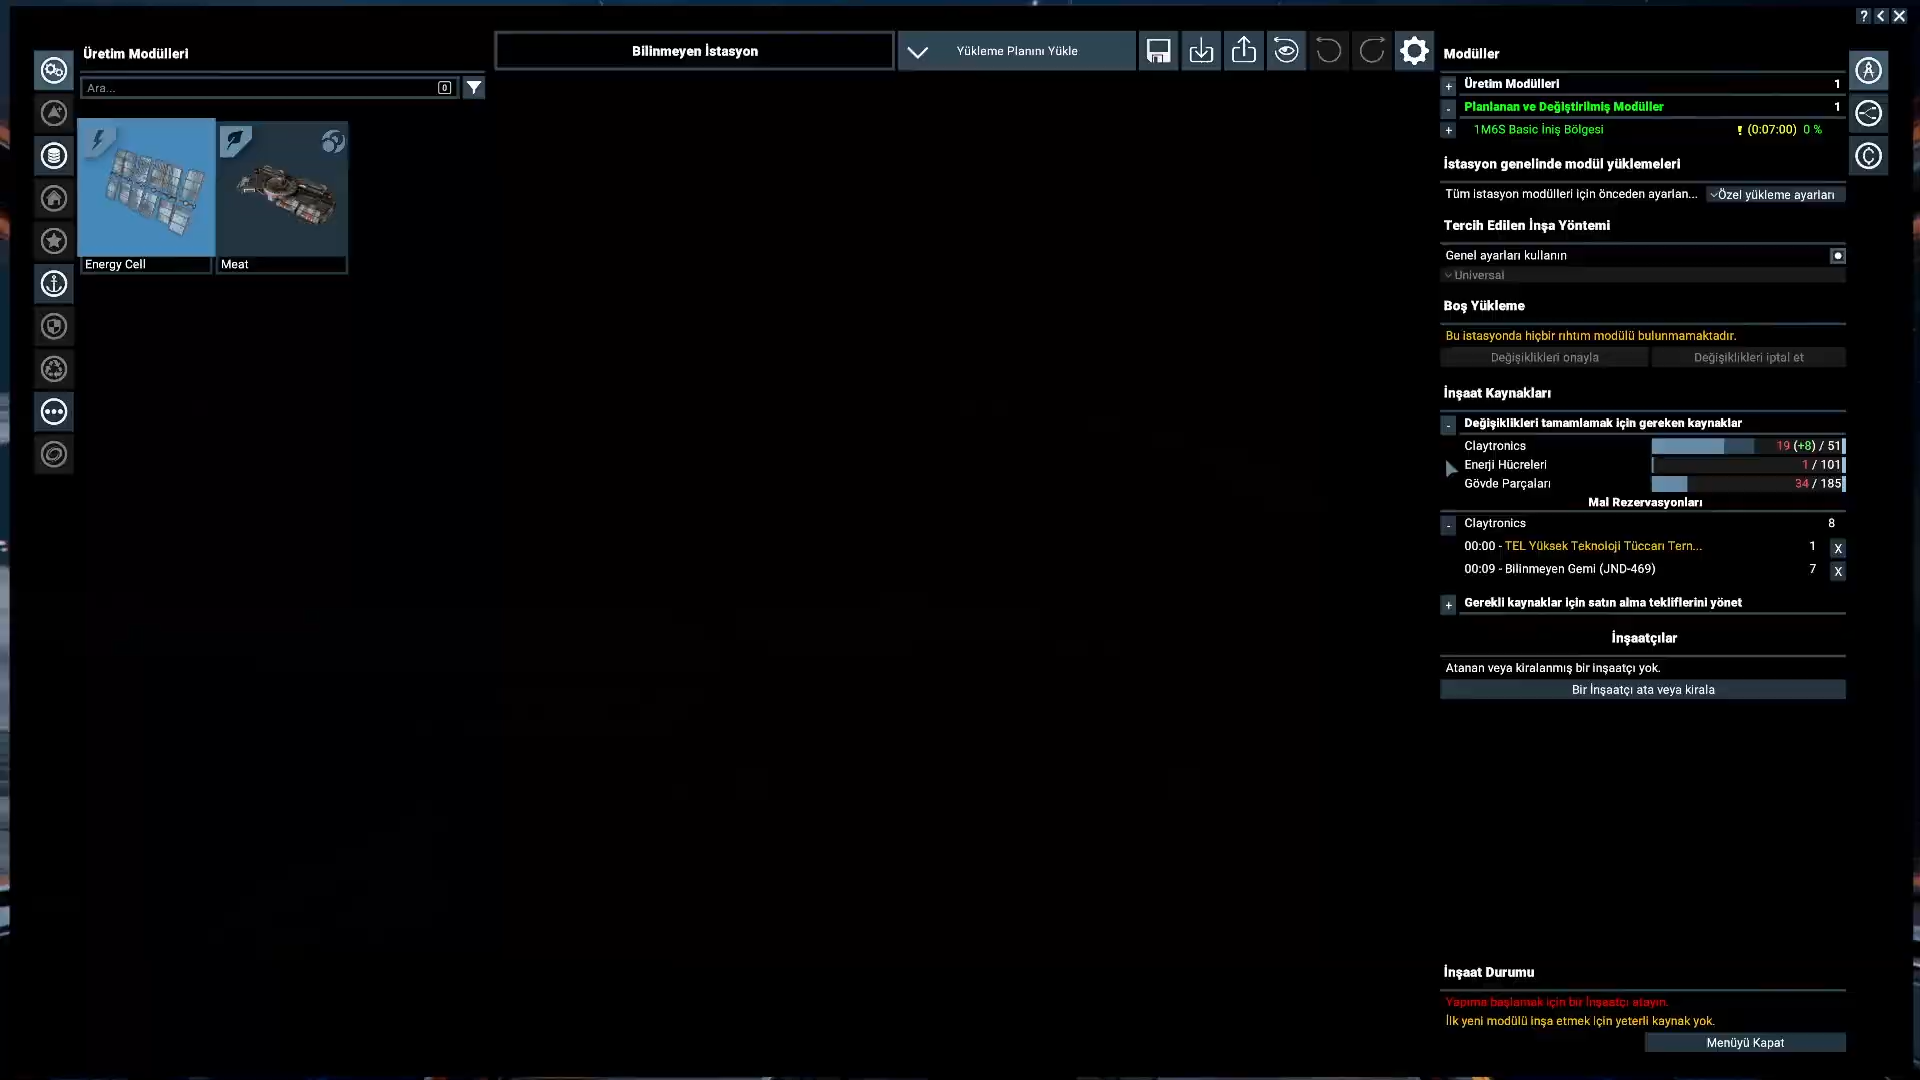 ? < X
Üretim Modülleri
Ara...
0
Energy Cell
Meat
Bilinmeyen İstasyon
Yükleme Planını Yükle
Modüller
+ Üretim Modülleri 1
- Planlanan ve Değiştirilmiş Modüller 1
+ 1M6S Basic İniş Bölgesi ! (0:07:00) 0 %
İstasyon genelinde modül yüklemeleri
Tüm istasyon modülleri için önceden ayarlan... Özel yükleme ayarları
Tercih Edilen İnşa Yöntemi
Genel ayarları kullanın
Universal
Boş Yükleme
Bu istasyonda hiçbir rıhtım modülü bulunmamaktadır.
Değişiklikleri onayla Değişiklikleri iptal et
İnşaat Kaynakları
- Değişiklikleri tamamlamak için gereken kaynaklar
Claytronics 19 (+8) / 51
Enerji Hücreleri 1 / 101
Gövde Parçaları 34 / 185
Mal Rezervasyonları
- Claytronics 8
00:00 - TEL Yüksek Teknoloji Tüccarı Tern... 1 X
00:09 - Bilinmeyen Gemi (JND-469) 7 X
+ Gerekli kaynaklar için satın alma tekliflerini yönet
İnşaatçılar
Atanan veya kiralanmış bir inşaatçı yok.
Bir İnşaatçı ata veya kirala
İnşaat Durumu
Yapıma başlamak için bir İnşaatçı atayın.
İlk yeni modülü inşa etmek için yeterli kaynak yok.
Menüyü Kapat